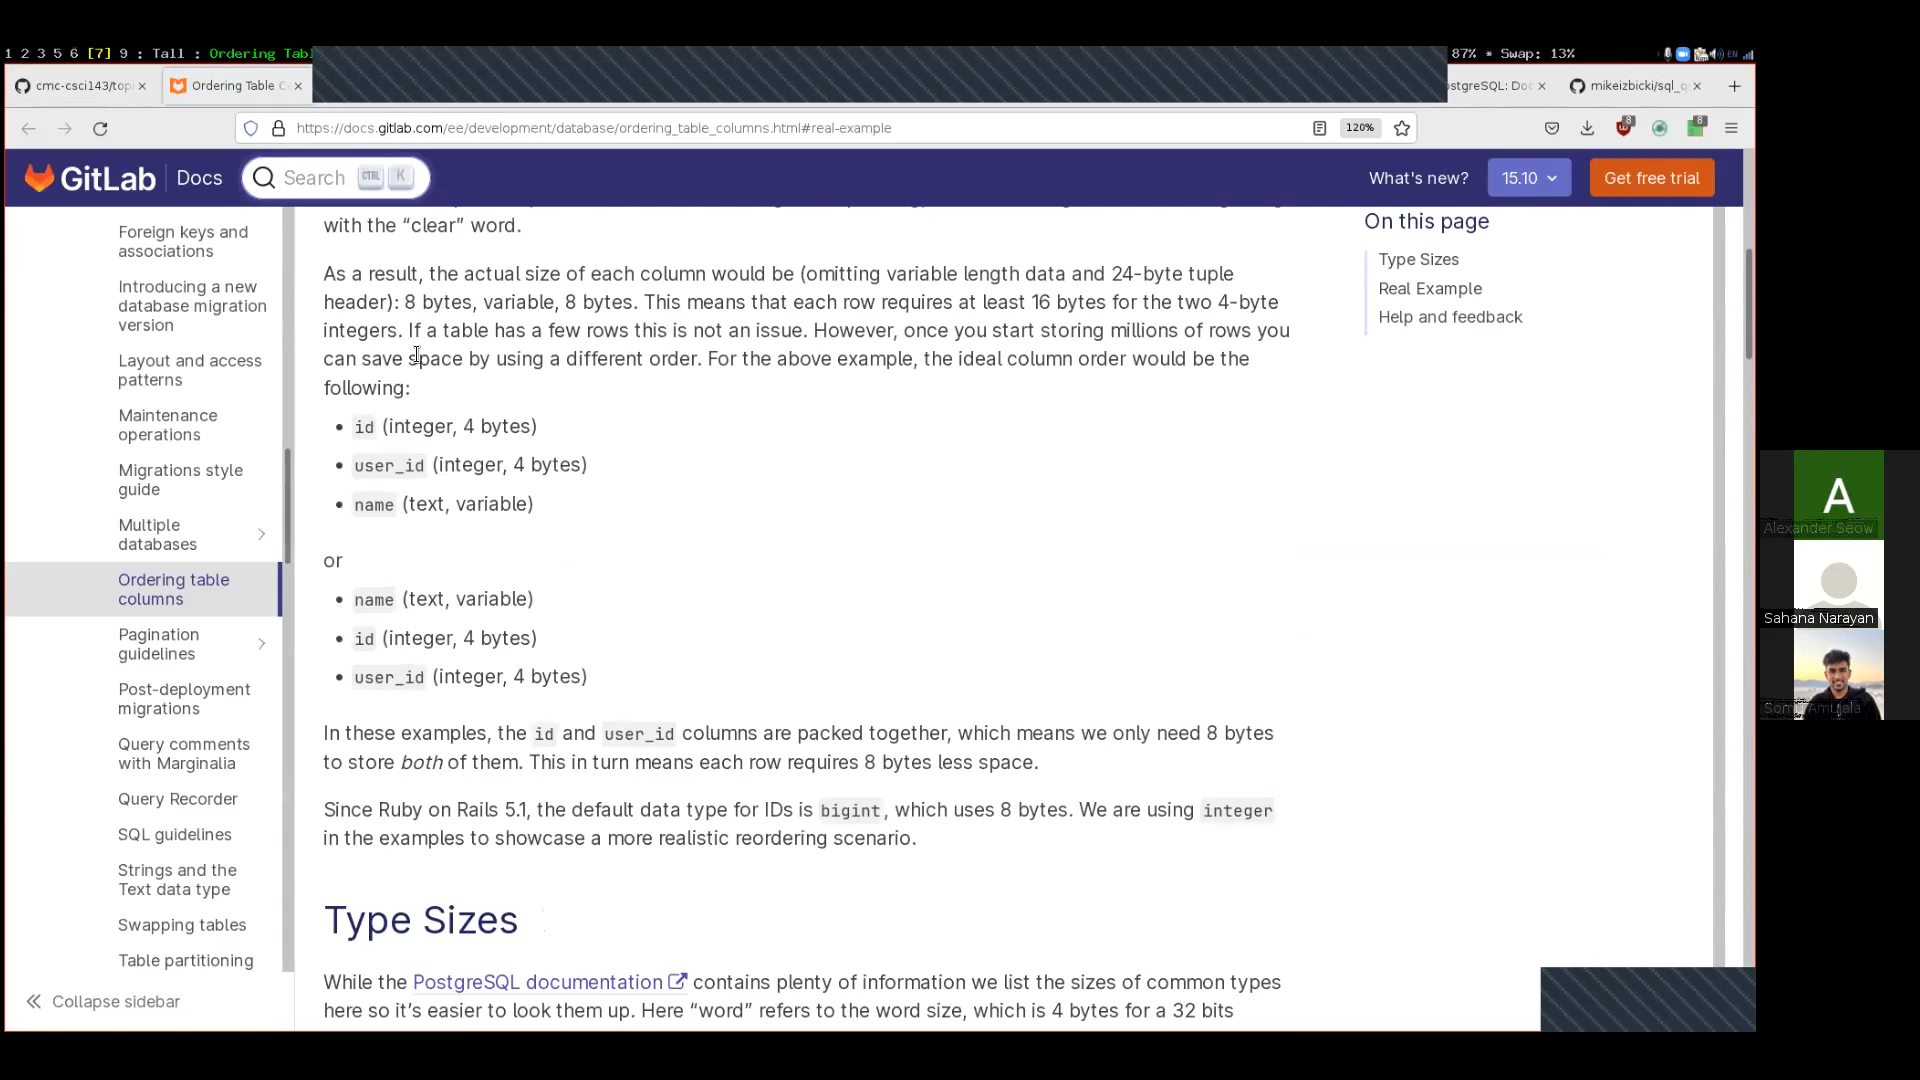 1 2 3 5 6 [7] 9 : Tall : Ordering Tabl
87% * Swap: 13%
EN
cmc-csci143/top
Ordering Table C
stgreSQL: Doc
mikeizbicki/sql_o
https://docs.gitlab.com/ee/development/database/ordering_table_columns.html#real-example
120%
8
8
GitLab
Docs
Search
CTRL
K
What's new?
15.10
Get free trial
Foreign keys and
associations
Introducing a new
database migration
version
Layout and access
patterns
Maintenance
operations
Migrations style
guide
Multiple
databases
Ordering table
columns
Pagination
guidelines
Post-deployment
migrations
Query comments
with Marginalia
Query Recorder
SQL guidelines
Strings and the
Text data type
Swapping tables
Table partitioning
Collapse sidebar
with the “clear” word.
As a result, the actual size of each column would be (omitting variable length data and 24-byte tuple
header): 8 bytes, variable, 8 bytes. This means that each row requires at least 16 bytes for the two 4-byte
integers. If a table has a few rows this is not an issue. However, once you start storing millions of rows you
can save space by using a different order. For the above example, the ideal column order would be the
following:
• id (integer, 4 bytes)
• user_id (integer, 4 bytes)
• name (text, variable)
or
• name (text, variable)
• id (integer, 4 bytes)
• user_id (integer, 4 bytes)
In these examples, the id and user_id columns are packed together, which means we only need 8 bytes
to store both of them. This in turn means each row requires 8 bytes less space.
Since Ruby on Rails 5.1, the default data type for IDs is bigint, which uses 8 bytes. We are using integer
in the examples to showcase a more realistic reordering scenario.
Type Sizes
While the PostgreSQL documentation contains plenty of information we list the sizes of common types
here so it’s easier to look them up. Here “word” refers to the word size, which is 4 bytes for a 32 bits
On this page
Type Sizes
Real Example
Help and feedback
A
Alexander Seow
Sahana Narayan